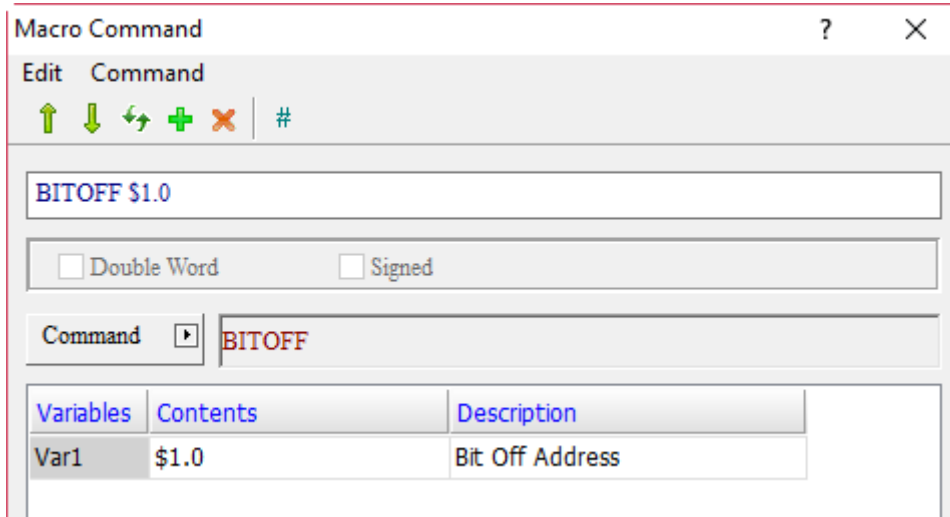 Macro Command ?
Edit Command
#
BITOFF $1.0
Double Word Signed
Command BITOFF
Variables Contents Description
Var1 $1.0 Bit Off Address